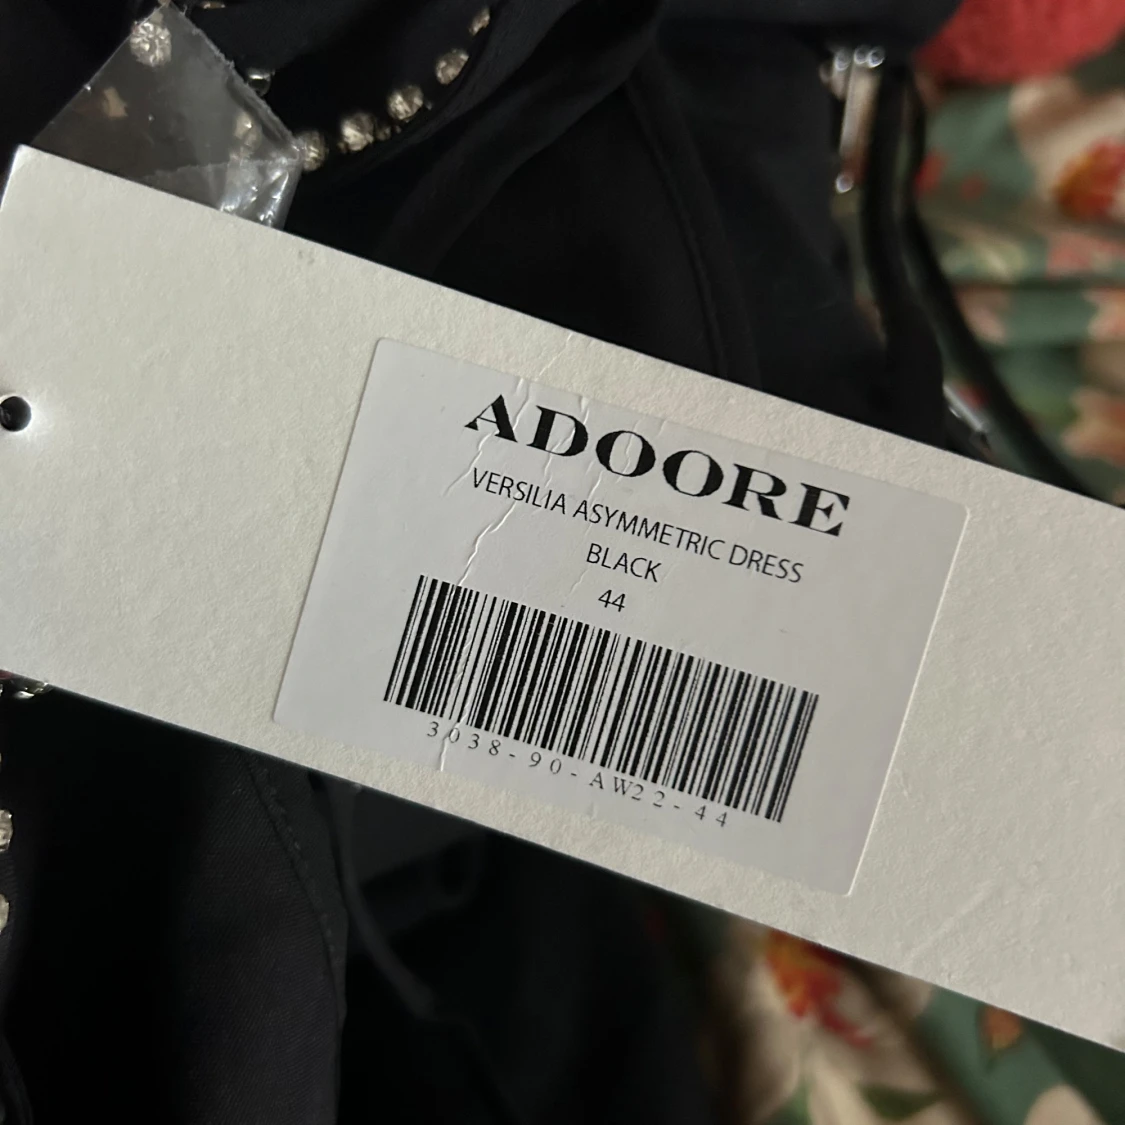 ADOORE
VERSILIA ASYMMETRIC DRESS
BLACK
44
3038-90-AW22-44